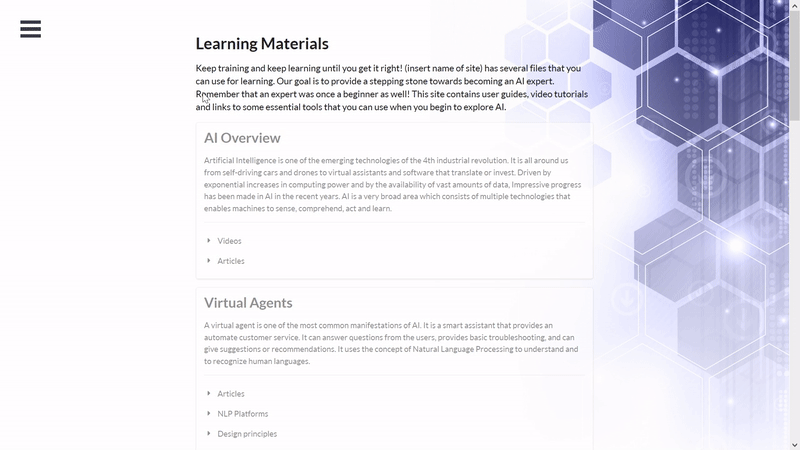 Learning Materials
Keep training and keep learning until you get it right! (insert name of site) has several files that you
can use for learning. Our goal is to provide a stepping stone towards becoming an AI expert.
Remember that an expert was once a beginner as well! This site contains user guides, video tutorials
and links to some essential tools that you can use when you begin to explore AI.
AI Overview
Artificial Intelligence is one of the emerging technologies of the 4th industrial revolution. It is all around us
from self-driving cars and drones to virtual assistants and software that translate or invest. Driven by
exponential increases in computing power and by the availability of vast amounts of data, Impressive progress
has been made in AI in the recent years. AI is a very broad area which consists of multiple technologies that
enables machines to sense, comprehend, act and learn.
Videos
Articles
Virtual Agents
A virtual agent is one of the most common manifestations of AI. It is a smart assistant that provides an
automate customer service. It can answer questions from the users, provides basic troubleshooting, and can
give suggestions or recommendations. It uses the concept of Natural Language Processing to understand and
to recognize human languages.
Articles
NLP Platforms
Design principles